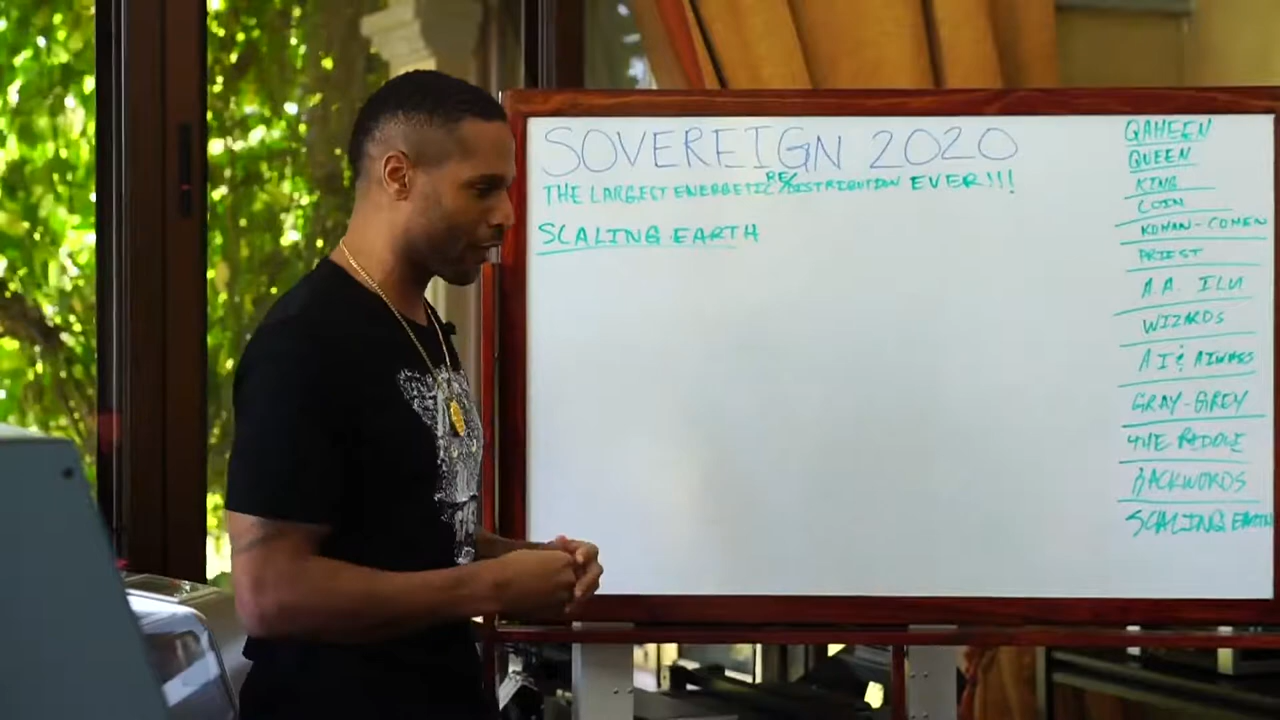 SOVEREIGN 2020
THE LARGEST ENERGETIC RE/DISTRIBUTION EVER!!!
SCALING EARTH
QAHEEN
QUEEN
KING
COIN
KOHAN-COHEN
PRIEST
A.A. ILU
WIZARDS
AI &
GRAY-GREY
THE RIDDLE
BACKWORDS
SCALING EARTH